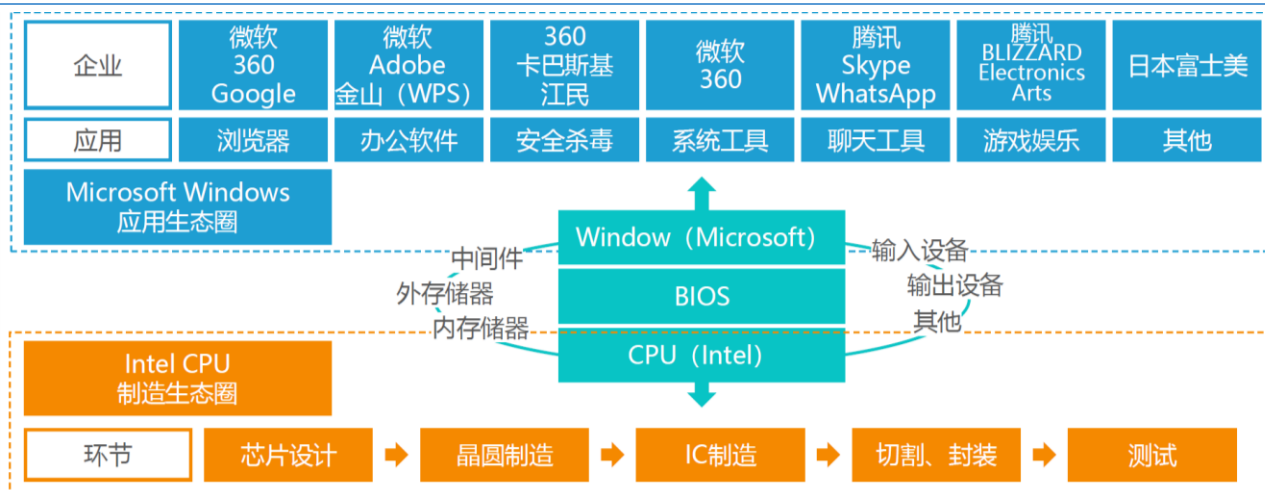 企业
微软
360
Google
微软
Adobe
金山（WPS）
360
卡巴斯基
江民
微软
360
腾讯
Skype
WhatsApp
腾讯
BLIZZARD
Electronics
Arts
日本富士美
应用
浏览器
办公软件
安全杀毒
系统工具
聊天工具
游戏娱乐
其他
Microsoft Windows
应用生态圈
Window（Microsoft）
BIOS
CPU（Intel）
中间件
外存储器
内存储器
输入设备
输出设备
其他
Intel CPU
制造生态圈
环节
芯片设计
晶圆制造
IC制造
切割、封装
测试